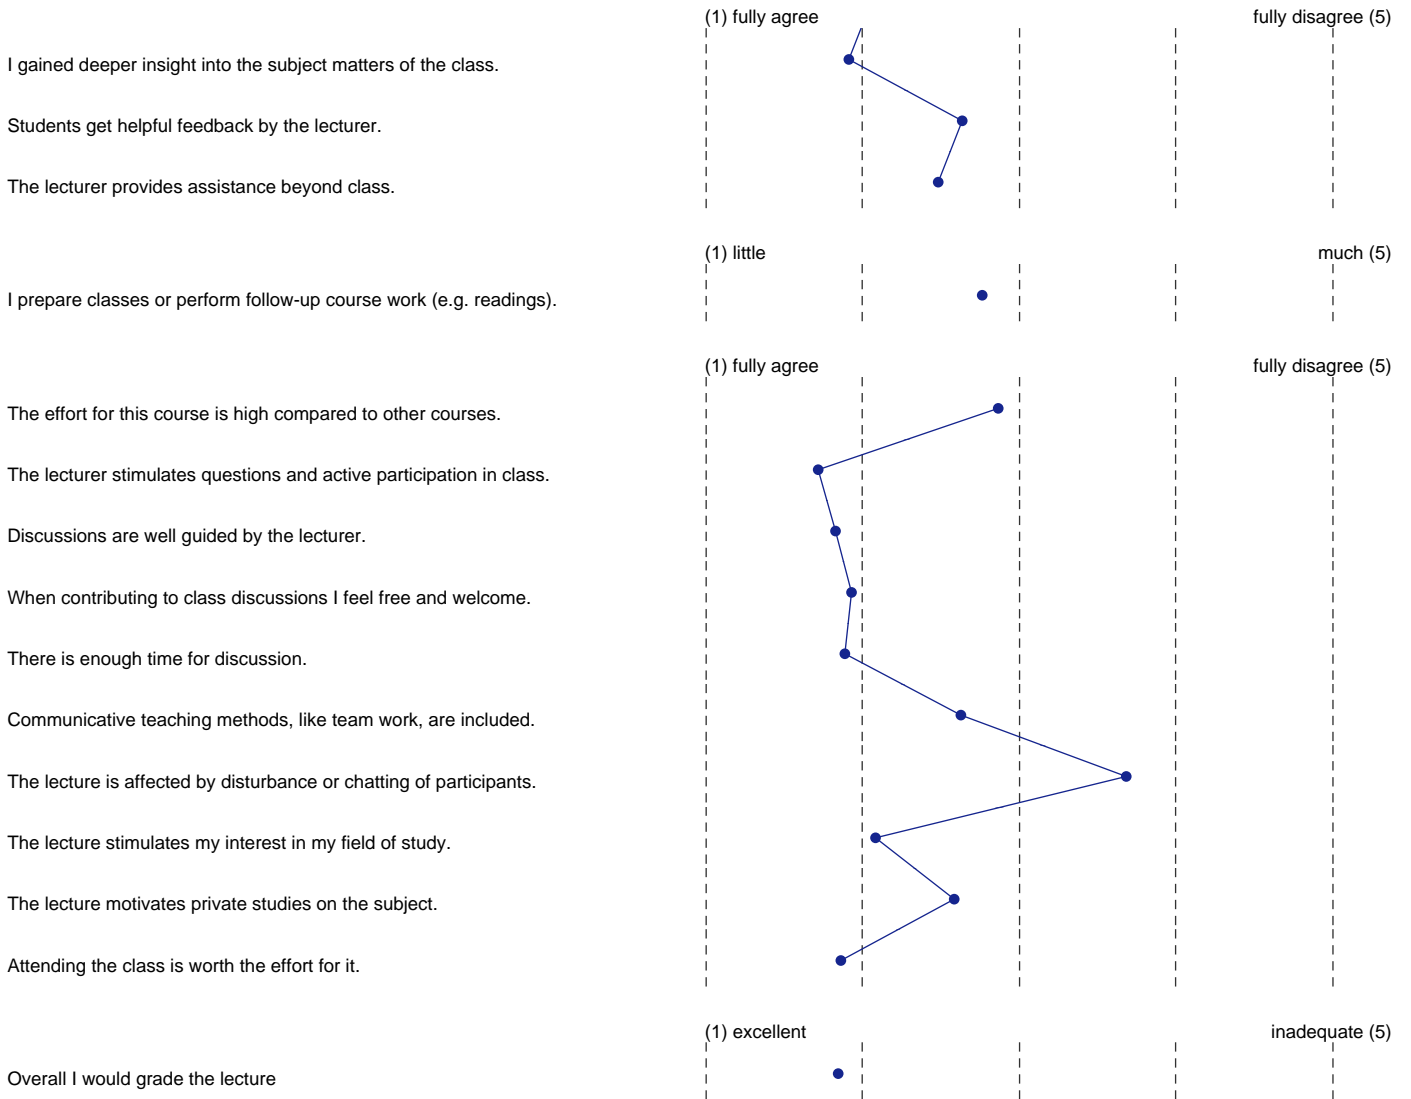 (1) fully agree fully disagree (5)
I gained deeper insight into the subject matters of the class.
Students get helpful feedback by the lecturer.
The lecturer provides assistance beyond class.
(1) little much (5)
I prepare classes or perform follow-up course work (e.g. readings).
(1) fully agree fully disagree (5)
The effort for this course is high compared to other courses.
The lecturer stimulates questions and active participation in class.
Discussions are well guided by the lecturer.
When contributing to class discussions I feel free and welcome.
There is enough time for discussion.
Communicative teaching methods, like team work, are included.
The lecture is affected by disturbance or chatting of participants.
The lecture stimulates my interest in my field of study.
The lecture motivates private studies on the subject.
Attending the class is worth the effort for it.
(1) excellent inadequate (5)
Overall I would grade the lecture